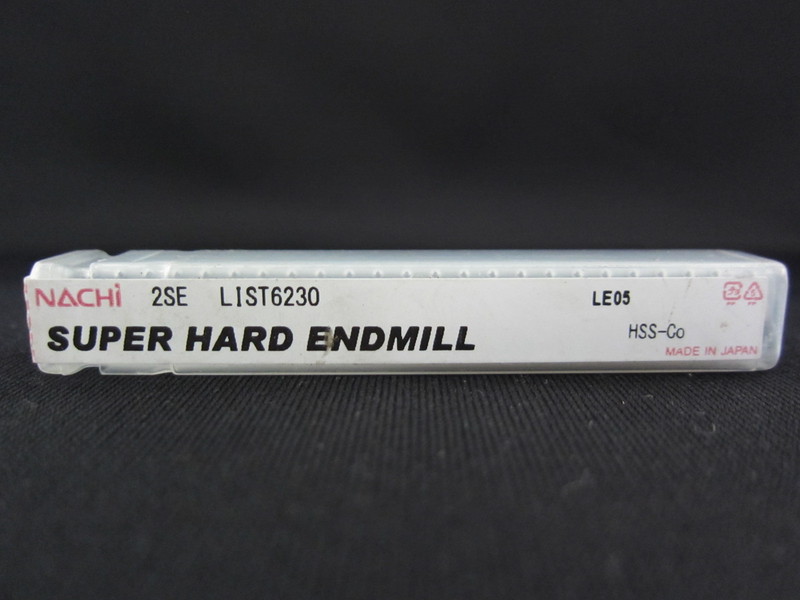 NACHi 2SE LIST6230 LE05
SUPER HARD ENDMILL HSS-Co
MADE IN JAPAN